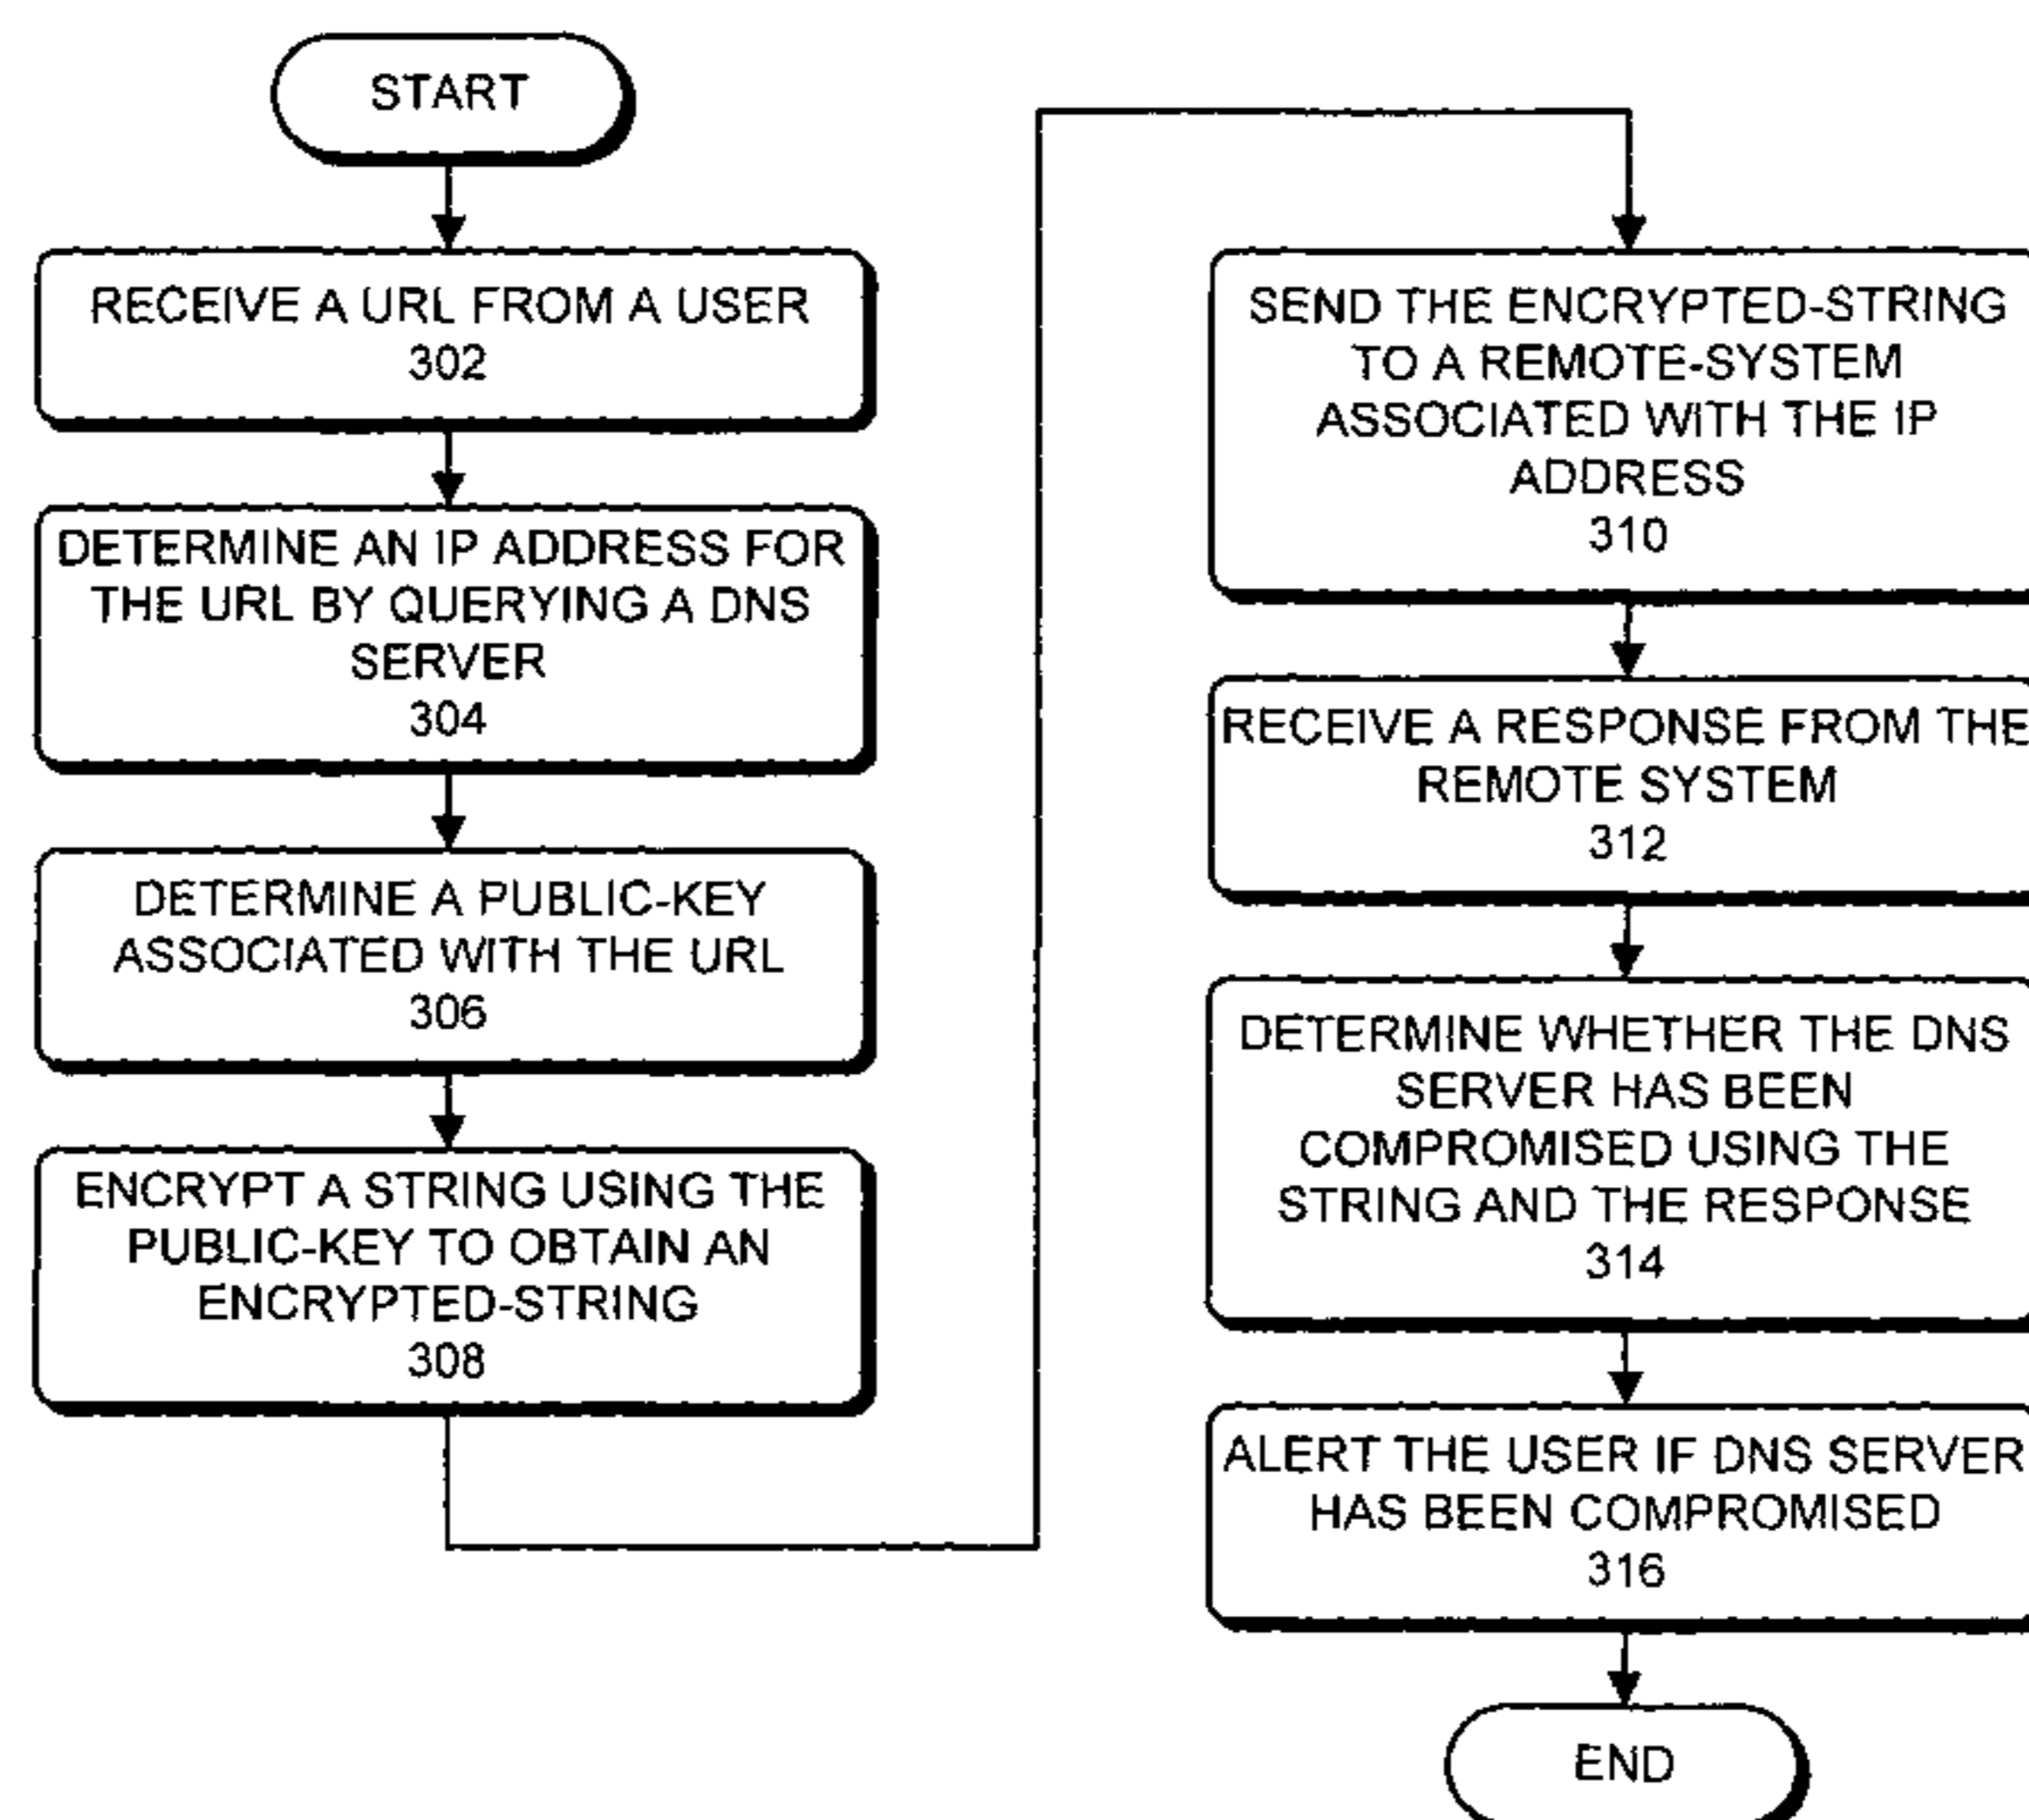 START
RECEIVE A URL FROM A USER
302
DETERMINE AN IP ADDRESS FOR
THE URL BY QUERYING A DNS
SERVER
304
DETERMINE A PUBLIC-KEY
ASSOCIATED WITH THE URL
306
ENCRYPT A STRING USING THE
PUBLIC-KEY TO OBTAIN AN
ENCRYPTED-STRING
308
SEND THE ENCRYPTED-STRING
TO A REMOTE-SYSTEM
ASSOCIATED WITH THE IP
ADDRESS
310
RECEIVE A RESPONSE FROM THE
REMOTE SYSTEM
312
DETERMINE WHETHER THE DNS
SERVER HAS BEEN
COMPROMISED USING THE
STRING AND THE RESPONSE
314
ALERT THE USER IF DNS SERVER
HAS BEEN COMPROMISED
316
END